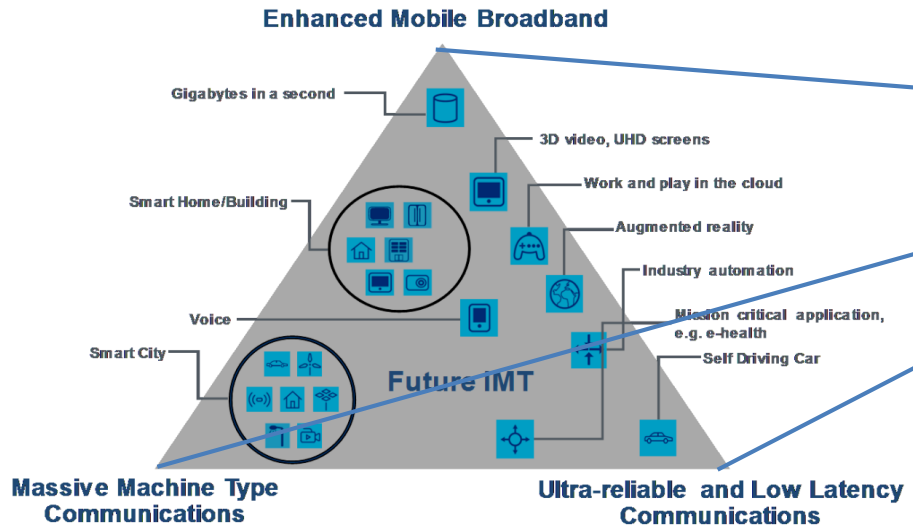 Enhanced Mobile Broadband
Gigabytes in a second
3D video, UHD screens
Work and play in the cloud
Smart Home/Building
Augmented reality
Industry automation
Voice
Mission critical application,
e.g. e-health
Smart City
Self Driving Car
Future IMT
Massive Machine Type
Communications
Ultra-reliable and Low Latency
Communications